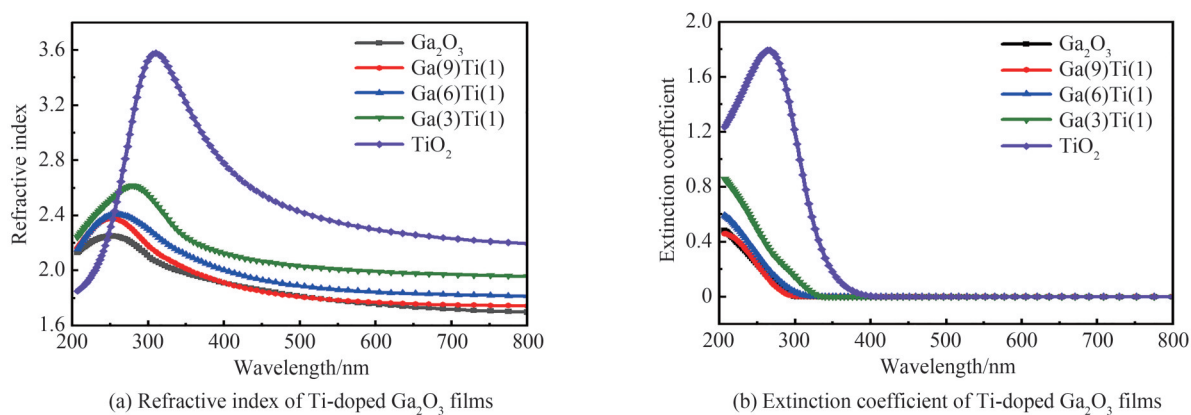 3.6
3.2
2.8
2.4
2.0
1.6
Refractive index
Ga₂O₃
Ga(9)Ti(1)
Ga(6)Ti(1)
Ga(3)Ti(1)
TiO₂
200 300 400 500 600 700 800
Wavelength/nm
(a) Refractive index of Ti-doped Ga₂O₃ films
1.8
1.6
1.2
0.8
0.4
0
Extinction coefficient
Ga₂O₃
Ga(9)Ti(1)
Ga(6)Ti(1)
Ga(3)Ti(1)
TiO₂
200 300 400 500 600 700 800
Wavelength/nm
(b) Extinction coefficient of Ti-doped Ga₂O₃ films